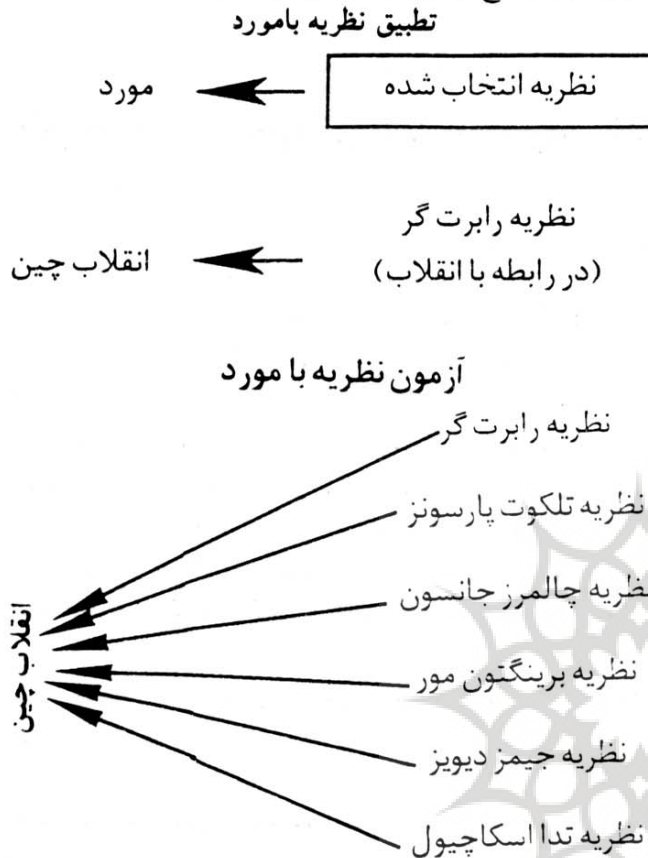 تطبیق نظریه بامورد
نظریه انتخاب شده
مورد
نظریه رابرت گر
(در رابطه با انقلاب)
انقلاب چین
آزمون نظریه با مورد
نظریه رابرت گر
نظریه تلکوت پارسونز
نظریه چالمرز جانسون
نظریه برینگتون مور
نظریه جیمز دیویز
نظریه تدا اسکاچپول
انقلاب چین